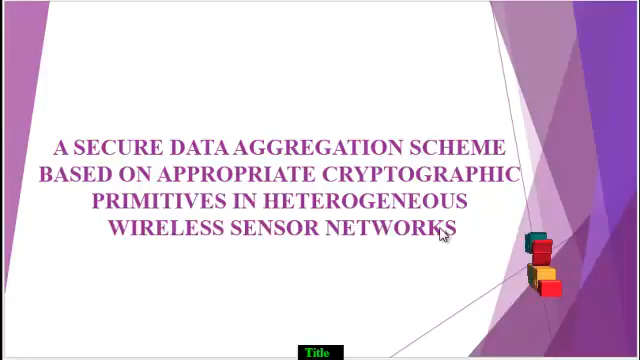 A SECURE DATA AGGREGATION SCHEME
BASED ON APPROPRIATE CRYPTOGRAPHIC
PRIMITIVES IN HETEROGENEOUS
WIRELESS SENSOR NETWORKS
Title